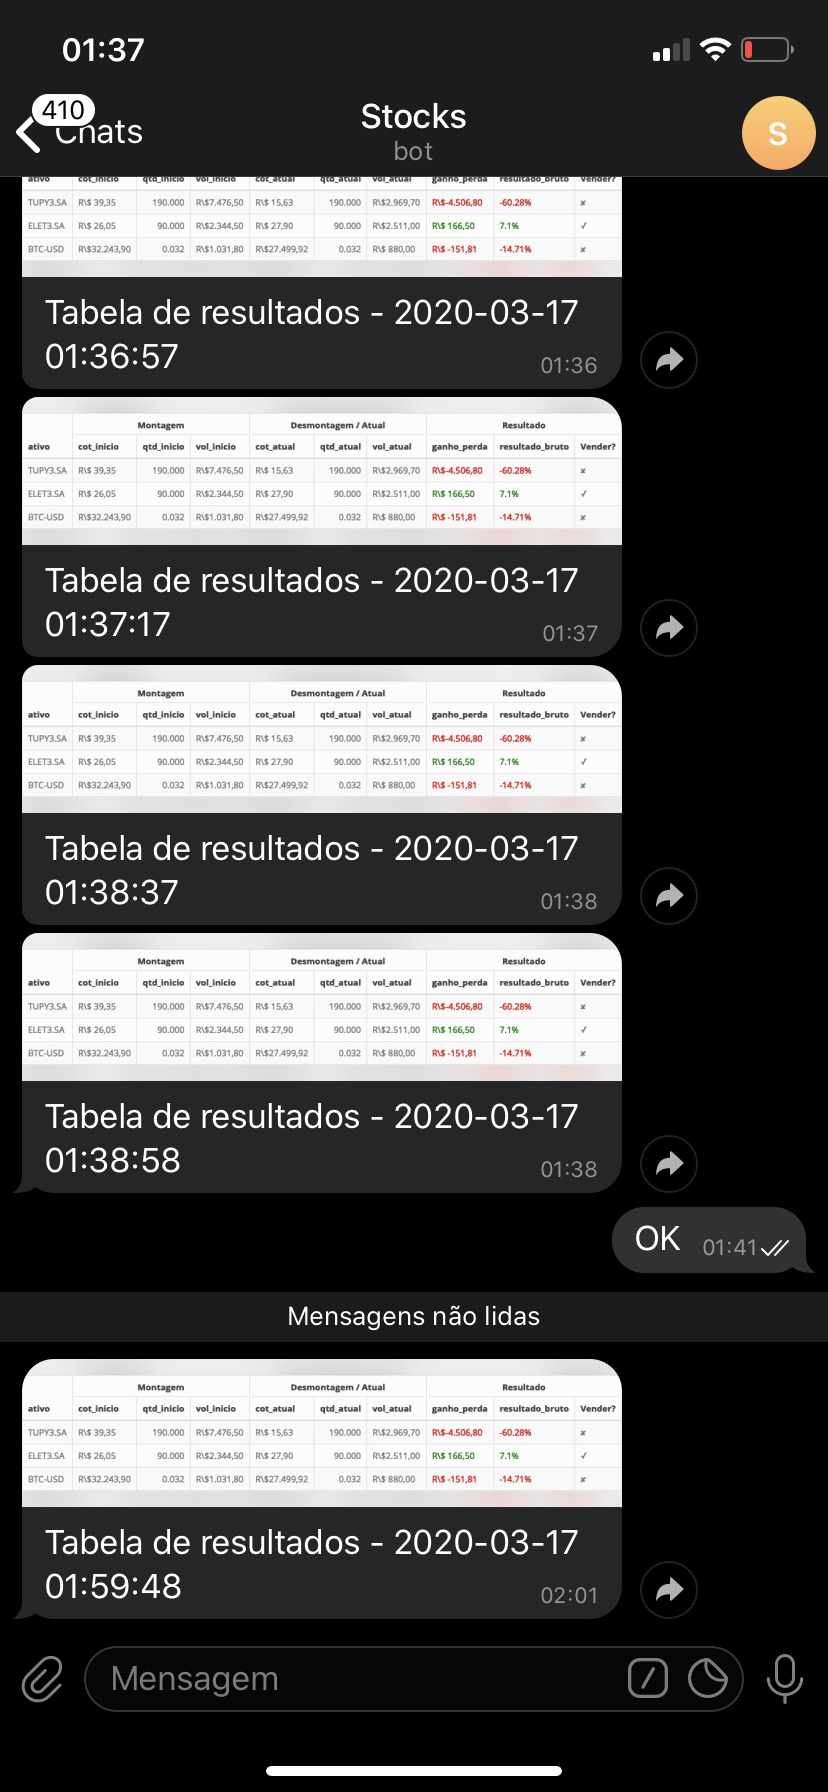 01:37
410
Chats
Stocks
bot
S
ativo cot_inicio qtd_inicio vol_inicio cot_atual qtd_atual vol_atual ganho_perda resultado_bruto Vender?
TUPY3.SA R\$ 39,35 190.000 R\$7.476,50 R\$ 15,63 190.000 R\$2.969,70 R\$-4.506,80 -60.28% ✘
ELET3.SA R\$ 26,05 90.000 R\$2.344,50 R\$ 27,90 90.000 R\$2.511,00 R\$ 166,50 7.1% ✓
BTC-USD R\$32.243,90 0.032 R\$1.031,80 R\$27.499,92 0.032 R\$ 880,00 R\$ -151,81 -14.71% ✘
Tabela de resultados - 2020-03-17
01:36:57
01:36
Montagem Desmontagem / Atual Resultado
ativo cot_inicio qtd_inicio vol_inicio cot_atual qtd_atual vol_atual ganho_perda resultado_bruto Vender?
TUPY3.SA R\$ 39,35 190.000 R\$7.476,50 R\$ 15,63 190.000 R\$2.969,70 R\$-4.506,80 -60.28% ✘
ELET3.SA R\$ 26,05 90.000 R\$2.344,50 R\$ 27,90 90.000 R\$2.511,00 R\$ 166,50 7.1% ✓
BTC-USD R\$32.243,90 0.032 R\$1.031,80 R\$27.499,92 0.032 R\$ 880,00 R\$ -151,81 -14.71% ✘
Tabela de resultados - 2020-03-17
01:37:17
01:37
Montagem Desmontagem / Atual Resultado
ativo cot_inicio qtd_inicio vol_inicio cot_atual qtd_atual vol_atual ganho_perda resultado_bruto Vender?
TUPY3.SA R\$ 39,35 190.000 R\$7.476,50 R\$ 15,63 190.000 R\$2.969,70 R\$-4.506,80 -60.28% ✘
ELET3.SA R\$ 26,05 90.000 R\$2.344,50 R\$ 27,90 90.000 R\$2.511,00 R\$ 166,50 7.1% ✓
BTC-USD R\$32.243,90 0.032 R\$1.031,80 R\$27.499,92 0.032 R\$ 880,00 R\$ -151,81 -14.71% ✘
Tabela de resultados - 2020-03-17
01:38:37
01:38
Montagem Desmontagem / Atual Resultado
ativo cot_inicio qtd_inicio vol_inicio cot_atual qtd_atual vol_atual ganho_perda resultado_bruto Vender?
TUPY3.SA R\$ 39,35 190.000 R\$7.476,50 R\$ 15,63 190.000 R\$2.969,70 R\$-4.506,80 -60.28% ✘
ELET3.SA R\$ 26,05 90.000 R\$2.344,50 R\$ 27,90 90.000 R\$2.511,00 R\$ 166,50 7.1% ✓
BTC-USD R\$32.243,90 0.032 R\$1.031,80 R\$27.499,92 0.032 R\$ 880,00 R\$ -151,81 -14.71% ✘
Tabela de resultados - 2020-03-17
01:38:58
01:38
OK 01:41
Mensagens não lidas
Montagem Desmontagem / Atual Resultado
ativo cot_inicio qtd_inicio vol_inicio cot_atual qtd_atual vol_atual ganho_perda resultado_bruto Vender?
TUPY3.SA R\$ 39,35 190.000 R\$7.476,50 R\$ 15,63 190.000 R\$2.969,70 R\$-4.506,80 -60.28% ✘
ELET3.SA R\$ 26,05 90.000 R\$2.344,50 R\$ 27,90 90.000 R\$2.511,00 R\$ 166,50 7.1% ✓
BTC-USD R\$32.243,90 0.032 R\$1.031,80 R\$27.499,92 0.032 R\$ 880,00 R\$ -151,81 -14.71% ✘
Tabela de resultados - 2020-03-17
01:59:48
02:01
Mensagem